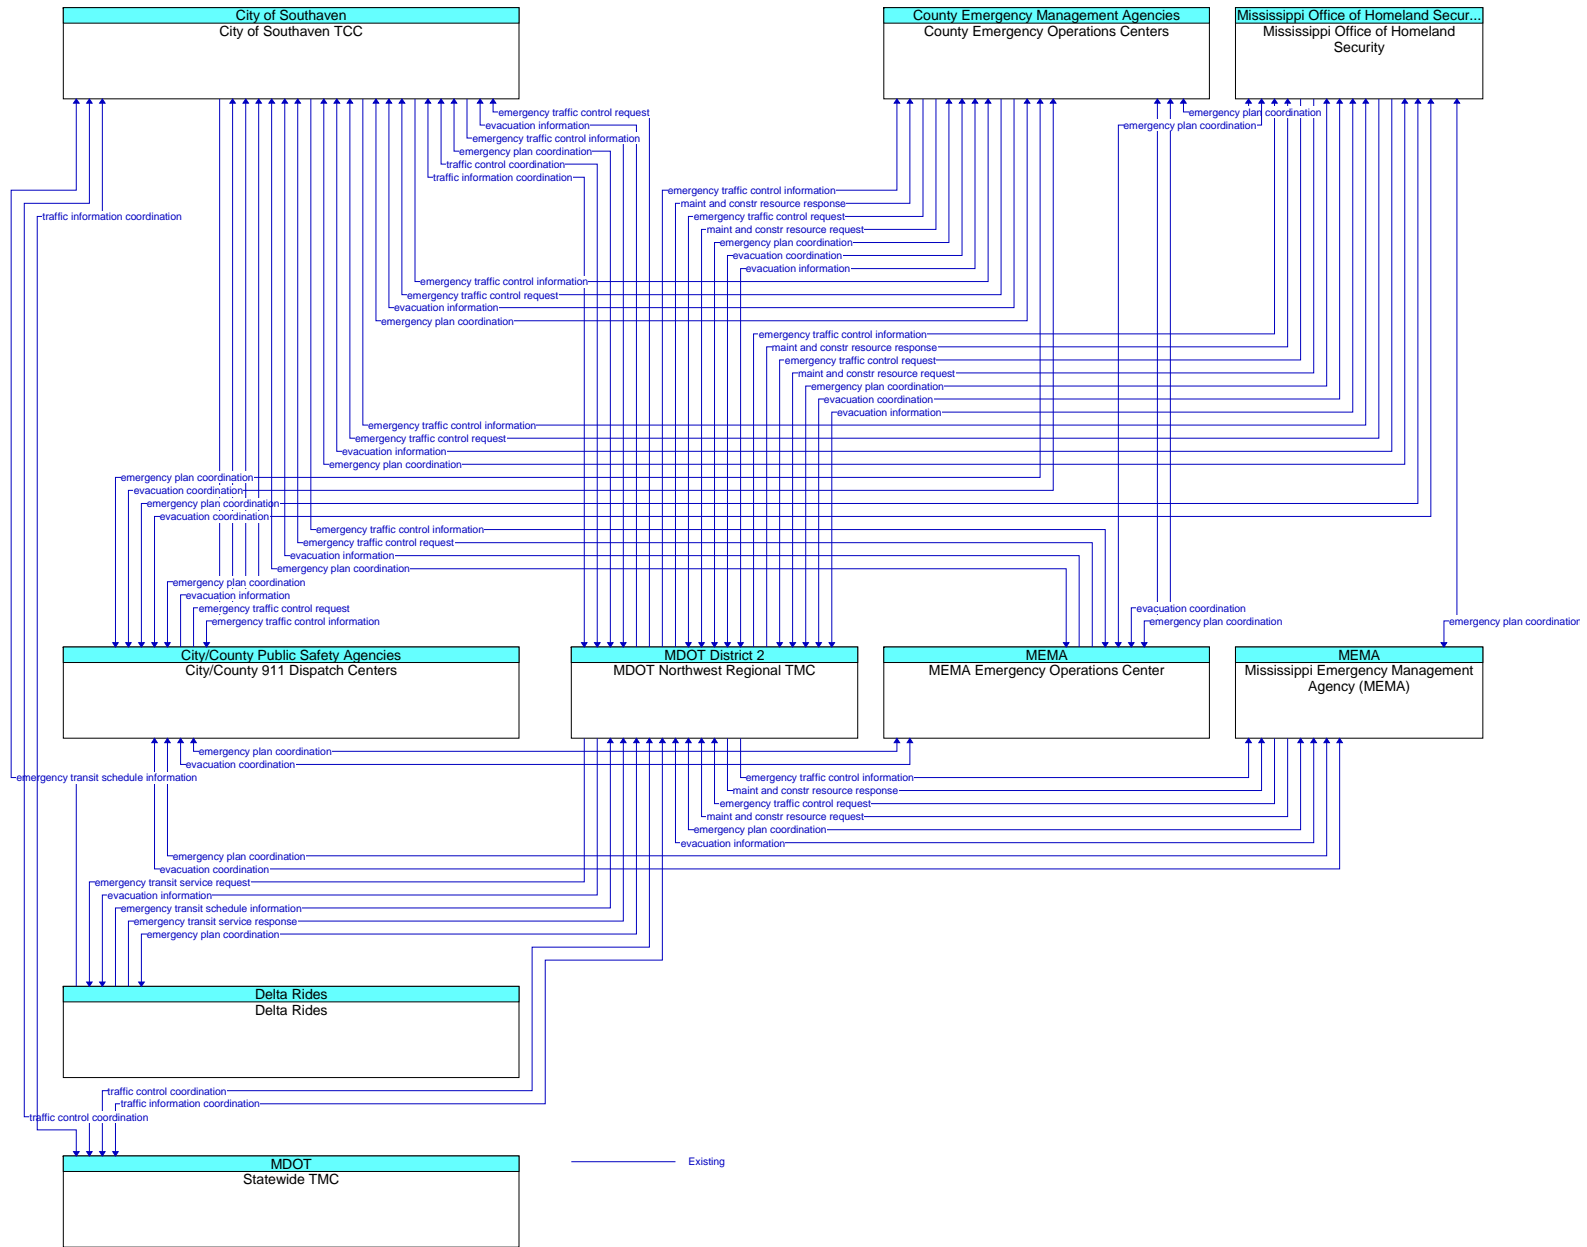 City of Southaven
City of Southaven TCC
County Emergency Management Agencies
County Emergency Operations Centers
Mississippi Office of Homeland Secur...
Mississippi Office of Homeland
Security
emergency traffic control request
evacuation information
emergency traffic control information
emergency plan coordination
traffic control coordination
traffic information coordination
emergency plan coordination
emergency plan coordination
emergency traffic control information
maint and constr resource response
emergency traffic control request
maint and constr resource request
emergency plan coordination
evacuation coordination
evacuation information
traffic information coordination
emergency traffic control information
emergency traffic control request
evacuation information
emergency plan coordination
emergency traffic control information
maint and constr resource response
emergency traffic control request
maint and constr resource request
emergency plan coordination
evacuation coordination
evacuation information
emergency traffic control information
emergency traffic control request
evacuation information
emergency plan coordination
emergency plan coordination
evacuation coordination
emergency plan coordination
evacuation coordination
emergency traffic control information
emergency traffic control request
evacuation information
emergency plan coordination
emergency plan coordination
evacuation information
emergency traffic control request
emergency traffic control information
evacuation coordination
emergency plan coordination
emergency plan coordination
City/County Public Safety Agencies
City/County 911 Dispatch Centers
MDOT District 2
MDOT Northwest Regional TMC
MEMA
MEMA Emergency Operations Center
MEMA
Mississippi Emergency Management
Agency (MEMA)
emergency plan coordination
evacuation coordination
emergency transit schedule information
emergency traffic control information
maint and constr resource response
emergency traffic control request
maint and constr resource request
emergency plan coordination
evacuation information
emergency plan coordination
evacuation coordination
emergency transit service request
evacuation information
emergency transit schedule information
emergency transit service response
emergency plan coordination
Delta Rides
Delta Rides
traffic control coordination
traffic information coordination
traffic control coordination
MDOT
Statewide TMC
Existing